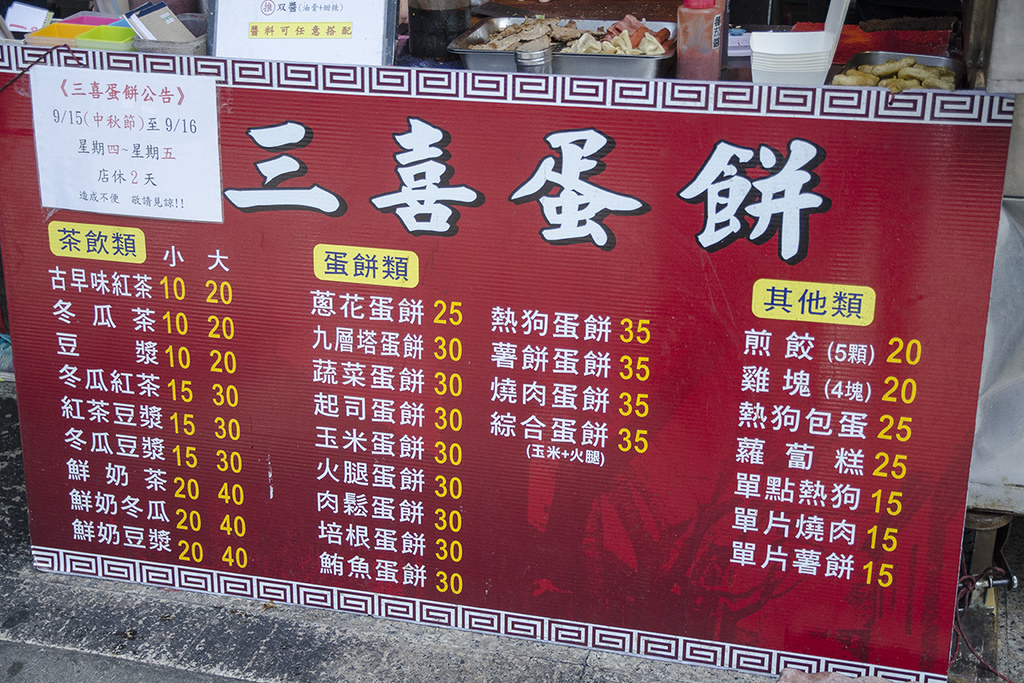 推 双醬(油膏+甜辣)
醬料可任意搭配
《三喜蛋餅公告》
9/15(中秋節)至 9/16
星期四~星期五
店休 2 天
造成不便 敬請見諒!!
三喜蛋餅
茶飲類 小 大
古早味紅茶 10 20
冬瓜茶 10 20
豆漿 10 20
冬瓜紅茶 15 30
紅茶豆漿 15 30
冬瓜豆漿 15 30
鮮奶茶 20 40
鮮奶冬瓜 20 40
鮮奶豆漿 20 40
蛋餅類
蔥花蛋餅 25
九層塔蛋餅 30
蔬菜蛋餅 30
起司蛋餅 30
玉米蛋餅 30
火腿蛋餅 30
肉鬆蛋餅 30
培根蛋餅 30
鮪魚蛋餅 30
熱狗蛋餅 35
薯餅蛋餅 35
燒肉蛋餅 35
綜合蛋餅 35
(玉米+火腿)
其他類
煎餃 (5顆) 20
雞塊 (4塊) 20
熱狗包蛋 25
蘿蔔糕 25
單點熱狗 15
單片燒肉 15
單片薯餅 15